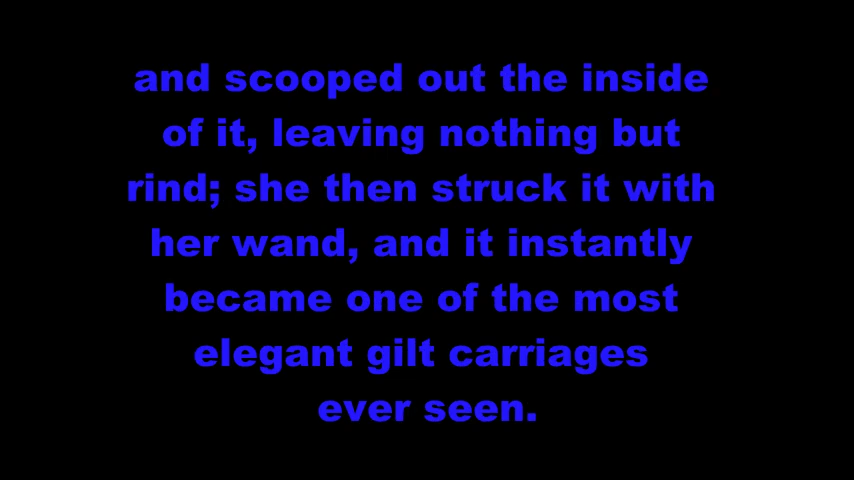 and scooped out the inside
of it, leaving nothing but
rind; she then struck it with
her wand, and it instantly
became one of the most
elegant gilt carriages
ever seen.